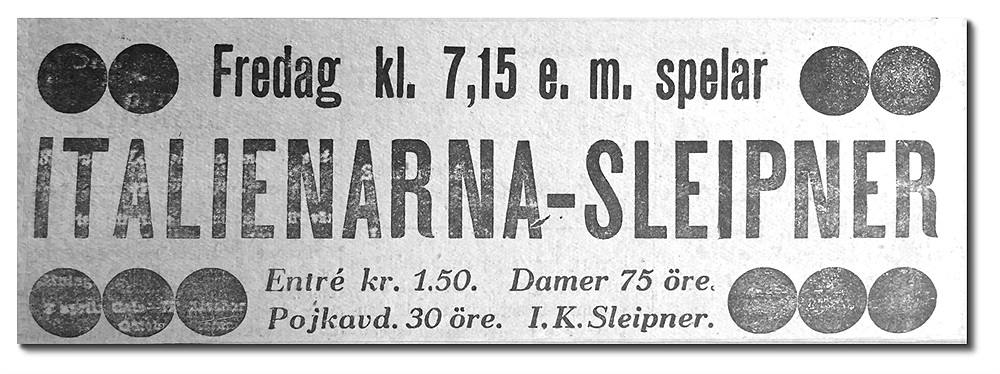 Fredag kl. 7,15 e. m. spelar
ITALIENARNA-SLEIPNER
Entré kr. 1.50. Damer 75 öre.
Pojkavd. 30 öre. I. K. Sleipner.